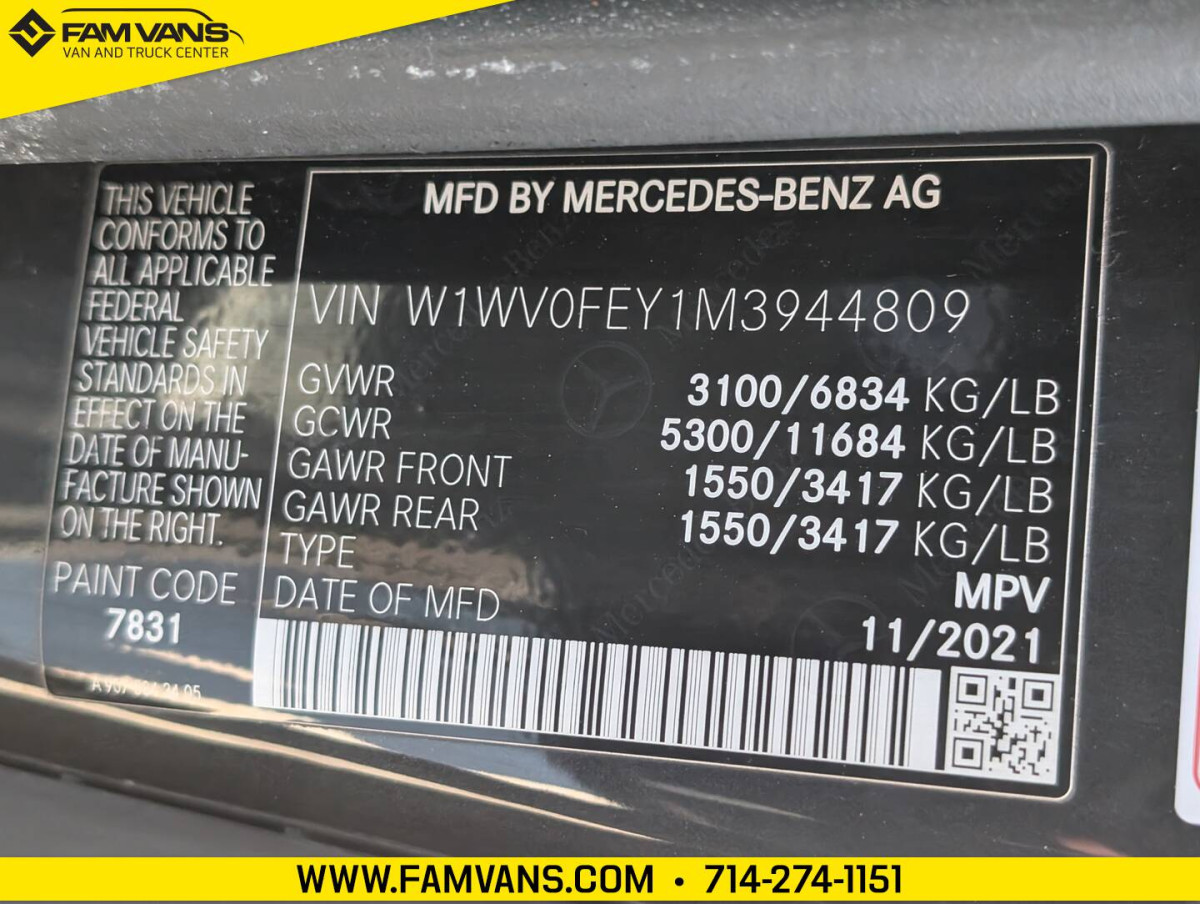 FAM VANS
VAN AND TRUCK CENTER
THIS VEHICLE
CONFORMS TO
ALL APPLICABLE
FEDERAL
VEHICLE SAFETY
STANDARDS IN
EFFECT ON THE
DATE OF MANU-
FACTURE SHOWN
ON THE RIGHT.
PAINT CODE
7831
MFD BY MERCEDES-BENZ AG
VIN W1WV0FEY1M3944809
GVWR 3100/6834 KG/LB
GCWR 5300/11684 KG/LB
GAWR FRONT 1550/3417 KG/LB
GAWR REAR 1550/3417 KG/LB
TYPE MPV
DATE OF MFD 11/2021
WWW.FAMVANS.COM • 714-274-1151